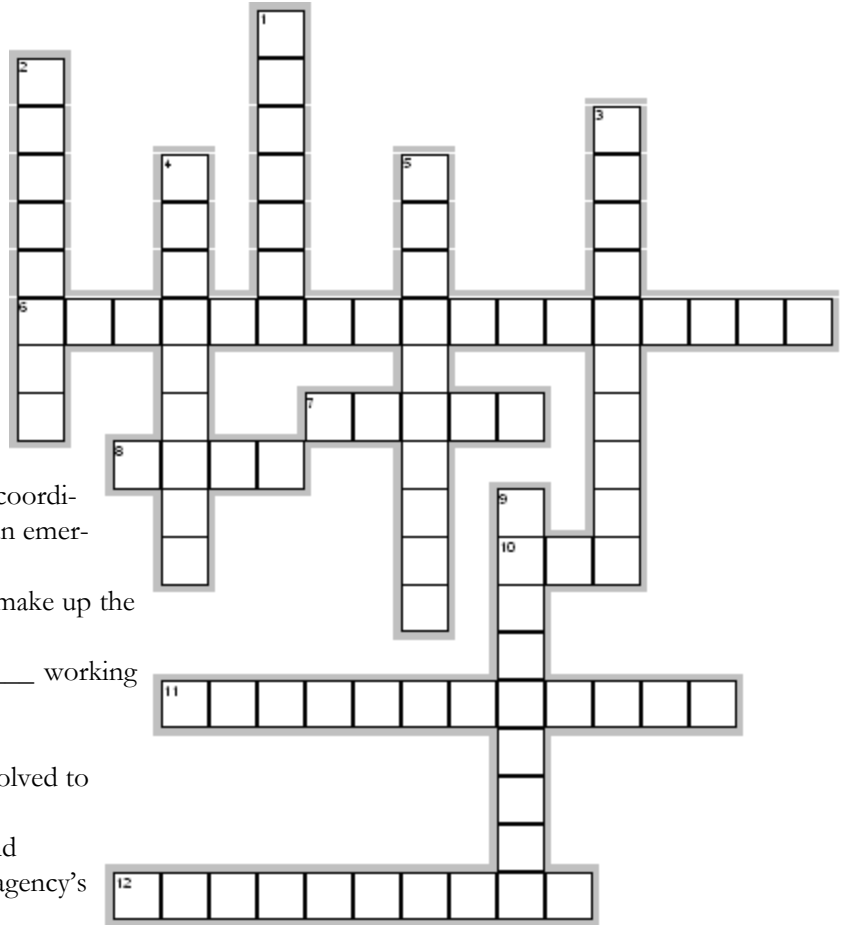 1
2
3
4
5
6
7
8
coordi-
n emer-
9
10
make up the
___ working
11
olved to
d
agency's
12